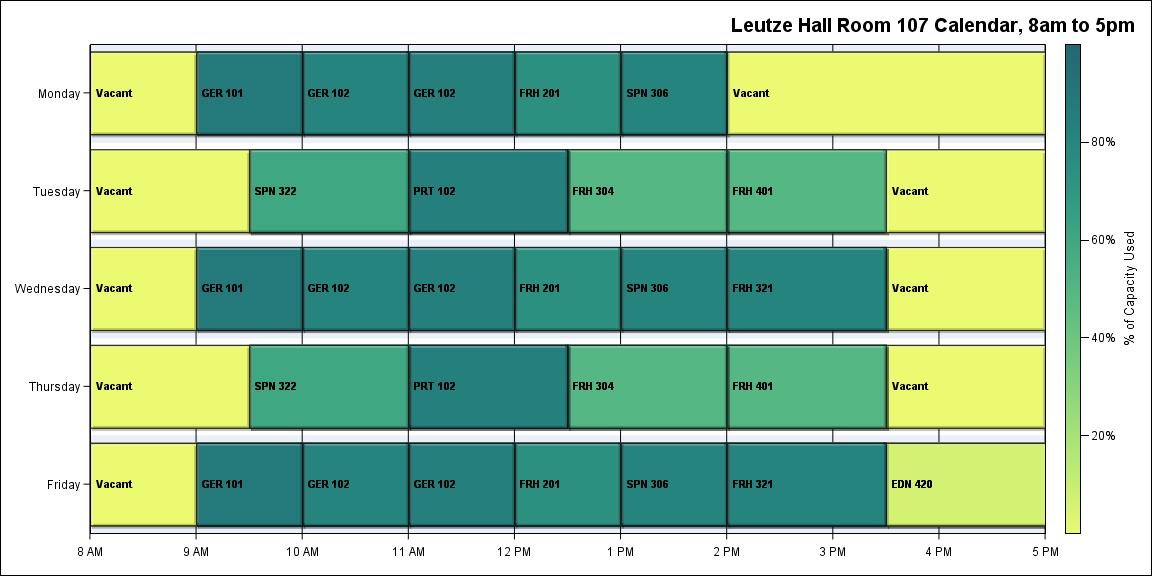 Leutze Hall Room 107 Calendar, 8am to 5pm
Monday
Vacant
GER 101
GER 102
GER 102
FRH 201
SPN 306
Vacant
Tuesday
Vacant
SPN 322
PRT 102
FRH 304
FRH 401
Vacant
Wednesday
Vacant
GER 101
GER 102
GER 102
FRH 201
SPN 306
FRH 321
Vacant
Thursday
Vacant
SPN 322
PRT 102
FRH 304
FRH 401
Vacant
Friday
Vacant
GER 101
GER 102
GER 102
FRH 201
SPN 306
FRH 321
EDN 420
8 AM
9 AM
10 AM
11 AM
12 PM
1 PM
2 PM
3 PM
4 PM
5 PM
80%
60%
40%
20%
% of Capacity Used